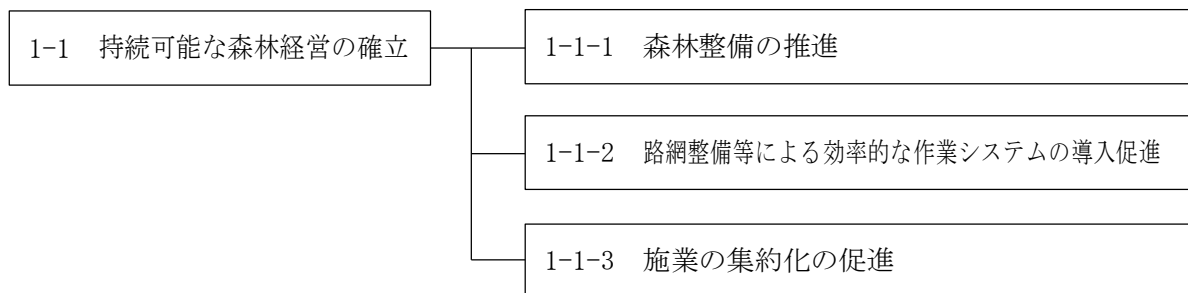 1-1 持続可能な森林経営の確立
1-1-1 森林整備の推進
1-1-2 路網整備等による効率的な作業システムの導入促進
1-1-3 施業の集約化の促進